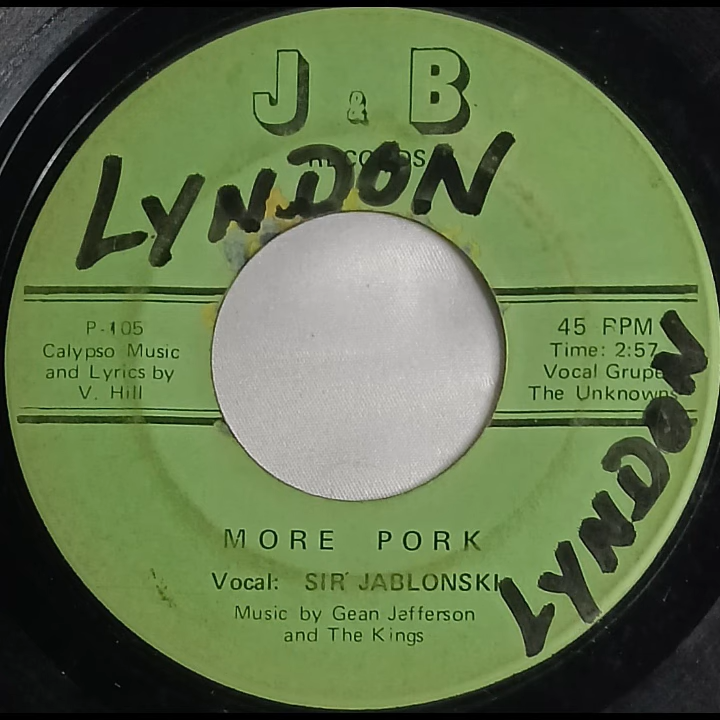 J & B
RECORDS
LYNDON
P-105
Calypso Music
and Lyrics by
V. Hill
45 RPM
Time: 2:57
Vocal Grupe
The Unknowns
LYNDON
MORE PORK
Vocal: SIR JABLONSKI
Music by Gean Jefferson
and The Kings